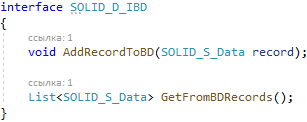 interface SOLID_D_IBD
{
ссылка: 1
void AddRecordToBD(SOLID_S_Data record);
ссылка: 1
List<SOLID_S_Data> GetFromBDRecords();
}